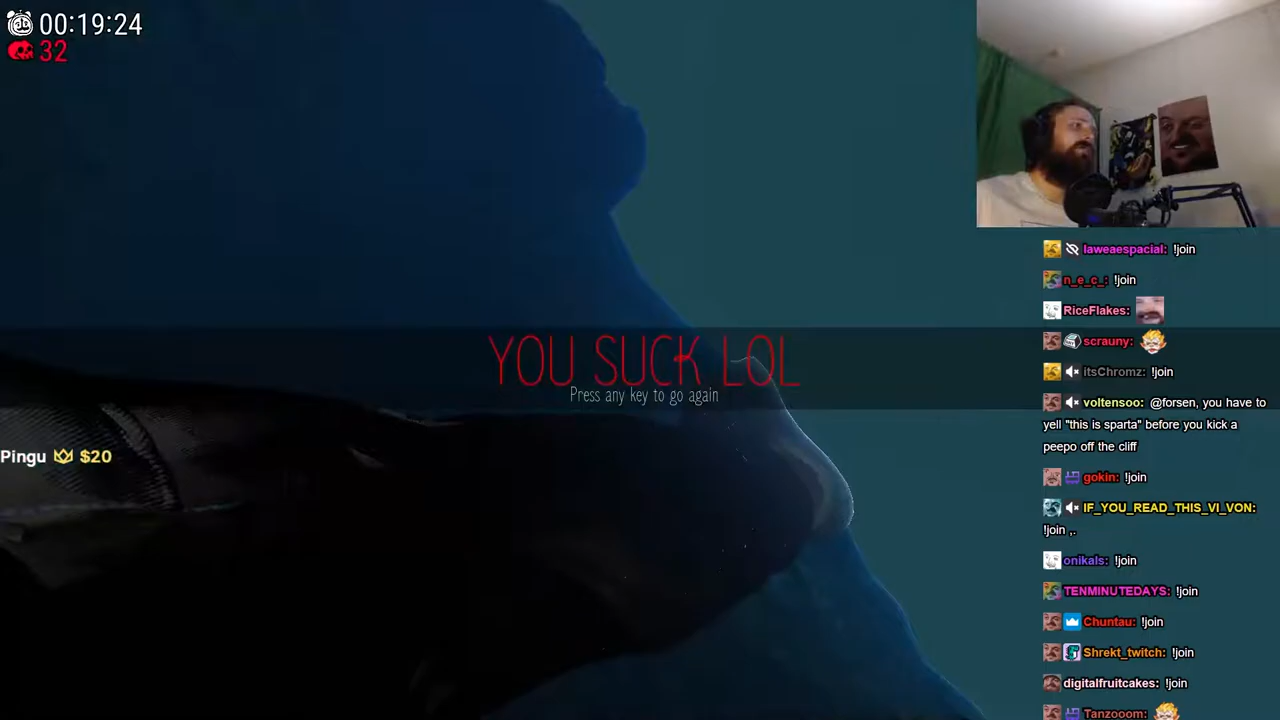 00:19:24
32
YOU SUCK LOL
Press any key to go again
Pingu $20
laweaespacial: !join
n_e_c_: !join
RiceFlakes:
scrauny:
itsChromz: !join
voltensoo: @forsen, you have to
yell "this is sparta" before you kick a
peepo off the cliff
gokin: !join
IF_YOU_READ_THIS_VI_VON:
!join ,.
onikals: !join
TENMINUTEDAYS: !join
Chuntau: !join
Shrekt_twitch: !join
digitalfruitcakes: !join
Tanzooom: